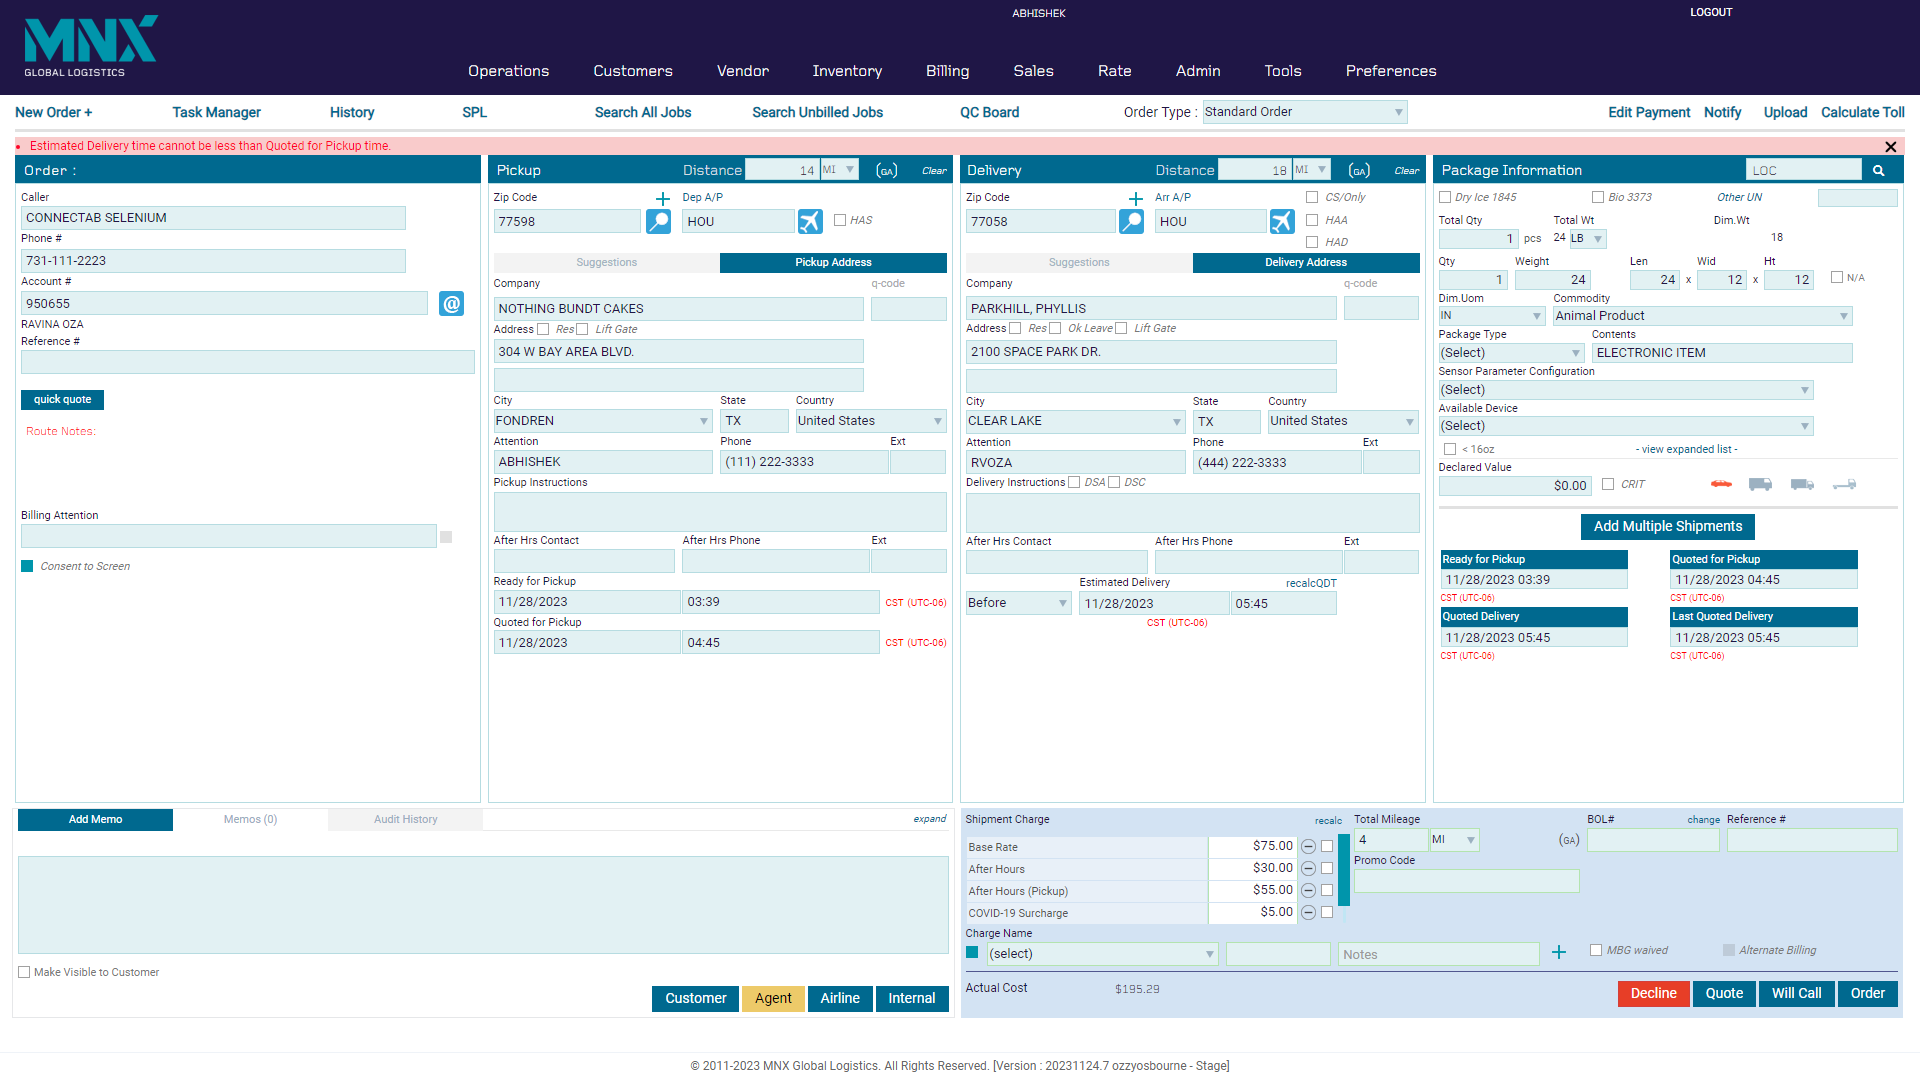 ABHISHEK
LOGOUT
MNX
GLOBAL LOGISTICS
Operations Customers Vendor Inventory Billing Sales Rate Admin Tools Preferences
New Order + Task Manager History SPL Search All Jobs Search Unbilled Jobs QC Board Order Type : Standard Order Edit Payment Notify Upload Calculate Toll
Estimated Delivery time cannot be less than Quoted for Pickup time.
Order :
Caller
CONNECTAB SELENIUM
Phone #
731-111-2223
Account #
950655 @
RAVINA OZA
Reference #
quick quote
Route Notes:
Billing Attention
Consent to Screen
Pickup Distance 14 MI (GA) Clear
Zip Code Dep A/P
77598 HOU HAS
Suggestions Pickup Address
Company q-code
NOTHING BUNDT CAKES
Address Res Lift Gate
304 W BAY AREA BLVD.
City State Country
FONDREN TX United States
Attention Phone Ext
ABHISHEK (111) 222-3333
Pickup Instructions
After Hrs Contact After Hrs Phone Ext
Ready for Pickup
11/28/2023 03:39 CST (UTC-06)
Quoted for Pickup
11/28/2023 04:45 CST (UTC-06)
Delivery Distance 18 MI (GA) Clear
Zip Code Arr A/P CS/Only
77058 HOU HAA
HAD
Suggestions Delivery Address
Company q-code
PARKHILL, PHYLLIS
Address Res Ok Leave Lift Gate
2100 SPACE PARK DR.
City State Country
CLEAR LAKE TX United States
Attention Phone Ext
RVOZA (444) 222-3333
Delivery Instructions DSA DSC
After Hrs Contact After Hrs Phone Ext
Estimated Delivery recalcQDT
Before 11/28/2023 05:45
CST (UTC-06)
Package Information LOC
Dry Ice 1845 Bio 3373 Other UN
Total Qty Total Wt Dim.Wt
1 pcs 24 LB 18
Qty Weight Len Wid Ht
1 24 24 x 12 x 12 N/A
Dim.Uom Commodity
IN Animal Product
Package Type Contents
(Select) ELECTRONIC ITEM
Sensor Parameter Configuration
(Select)
Available Device
(Select)
< 16oz - view expanded list -
Declared Value
$0.00 CRIT
Add Multiple Shipments
Ready for Pickup Quoted for Pickup
11/28/2023 03:39 11/28/2023 04:45
CST (UTC-06) CST (UTC-06)
Quoted Delivery Last Quoted Delivery
11/28/2023 05:45 11/28/2023 05:45
CST (UTC-06) CST (UTC-06)
Add Memo Memos (0) Audit History expand
Make Visible to Customer
Customer Agent Airline Internal
Shipment Charge recalc
Base Rate $75.00
After Hours $30.00
After Hours (Pickup) $55.00
COVID-19 Surcharge $5.00
Total Mileage BOL# change Reference #
4 MI (GA)
Promo Code
Charge Name
(select) Notes MBG waived Alternate Billing
Actual Cost $195.29
Decline Quote Will Call Order
© 2011-2023 MNX Global Logistics. All Rights Reserved. [Version : 20231124.7 ozzyosbourne - Stage]